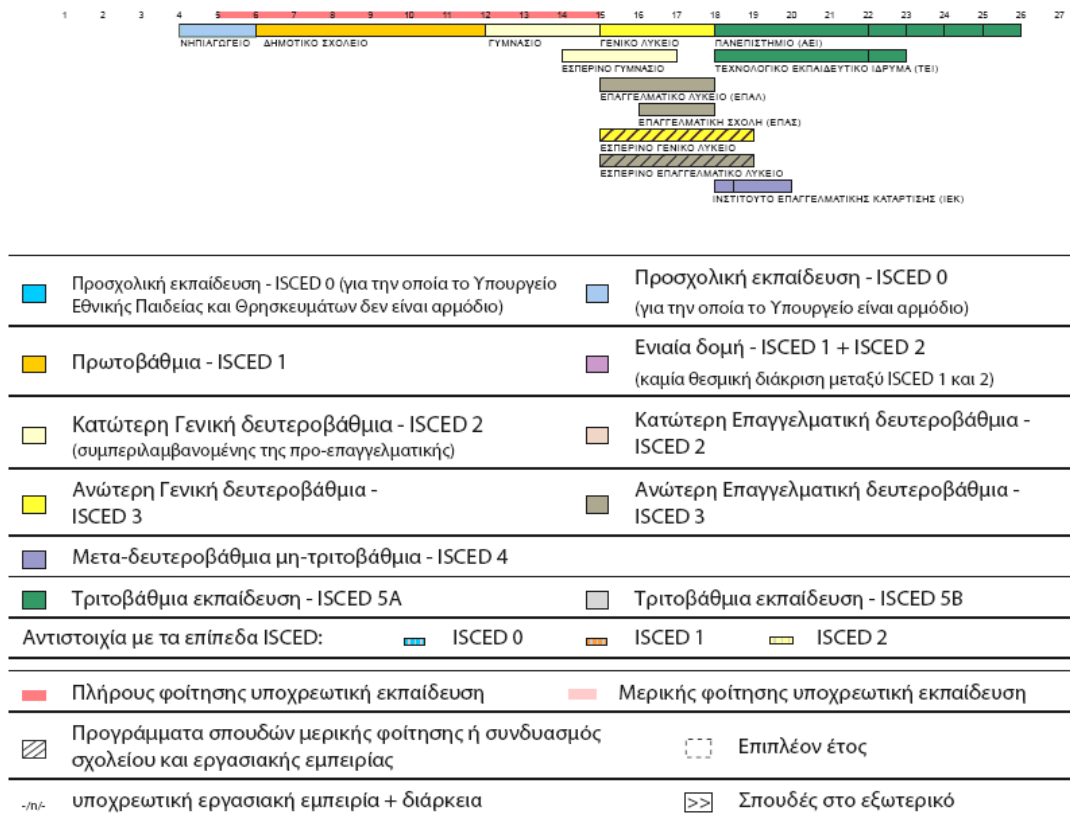 1 2 3 4 5 6 7 8 9 10 11 12 13 14 15 16 17 18 19 20 21 22 23 24 25 26 27
ΝΗΠΙΑΓΩΓΕΙΟ ΔΗΜΟΤΙΚΟ ΣΧΟΛΕΙΟ ΓΥΜΝΑΣΙΟ ΓΕΝΙΚΟ ΛΥΚΕΙΟ ΠΑΝΕΠΙΣΤΗΜΙΟ (ΑΕΙ)
ΕΣΠΕΡΙΝΟ ΓΥΜΝΑΣΙΟ ΤΕΧΝΟΛΟΓΙΚΟ ΕΚΠΑΙΔΕΥΤΙΚΟ ΙΔΡΥΜΑ (ΤΕΙ)
ΕΠΑΓΓΕΛΜΑΤΙΚΟ ΛΥΚΕΙΟ (ΕΠΑΛ)
ΕΠΑΓΓΕΛΜΑΤΙΚΗ ΣΧΟΛΗ (ΕΠΑΣ)
ΕΣΠΕΡΙΝΟ ΓΕΝΙΚΟ ΛΥΚΕΙΟ
ΕΣΠΕΡΙΝΟ ΕΠΑΓΓΕΛΜΑΤΙΚΟ ΛΥΚΕΙΟ
ΙΝΣΤΙΤΟΥΤΟ ΕΠΑΓΓΕΛΜΑΤΙΚΗΣ ΚΑΤΑΡΤΙΣΗΣ (ΙΕΚ)
Προσχολική εκπαίδευση - ISCED 0 (για την οποία το Υπουργείο
Εθνικής Παιδείας και Θρησκευμάτων δεν είναι αρμόδιο)
Προσχολική εκπαίδευση - ISCED 0
(για την οποία το Υπουργείο είναι αρμόδιο)
Πρωτοβάθμια - ISCED 1
Ενιαία δομή - ISCED 1 + ISCED 2
(καμία θεσμική διάκριση μεταξύ ISCED 1 και 2)
Κατώτερη Γενική δευτεροβάθμια - ISCED 2
(συμπεριλαμβανομένης της προ-επαγγελματικής)
Κατώτερη Επαγγελματική δευτεροβάθμια -
ISCED 2
Ανώτερη Γενική δευτεροβάθμια -
ISCED 3
Ανώτερη Επαγγελματική δευτεροβάθμια -
ISCED 3
Μετα-δευτεροβάθμια μη-τριτοβάθμια - ISCED 4
Τριτοβάθμια εκπαίδευση - ISCED 5A
Τριτοβάθμια εκπαίδευση - ISCED 5B
Αντιστοιχία με τα επίπεδα ISCED: ISCED 0 ISCED 1 ISCED 2
Πλήρους φοίτησης υποχρεωτική εκπαίδευση
Μερικής φοίτησης υποχρεωτική εκπαίδευση
Προγράμματα σπουδών μερικής φοίτησης ή συνδυασμός
σχολείου και εργασιακής εμπειρίας
Επιπλέον έτος
-/n/- υποχρεωτική εργασιακή εμπειρία + διάρκεια
>> Σπουδές στο εξωτερικό